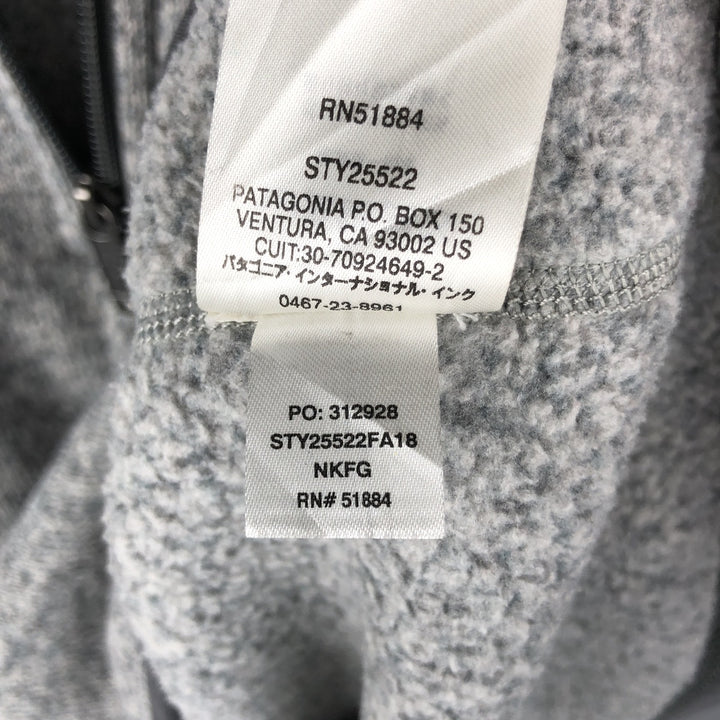 RN51884
STY25522
PATAGONIA P.O. BOX 150
VENTURA, CA 93002 US
CUIT:30-70924649-2
パタゴニア・インターナショナル・インク
0467-23-8961
PO: 312928
STY25522FA18
NKFG
RN# 51884